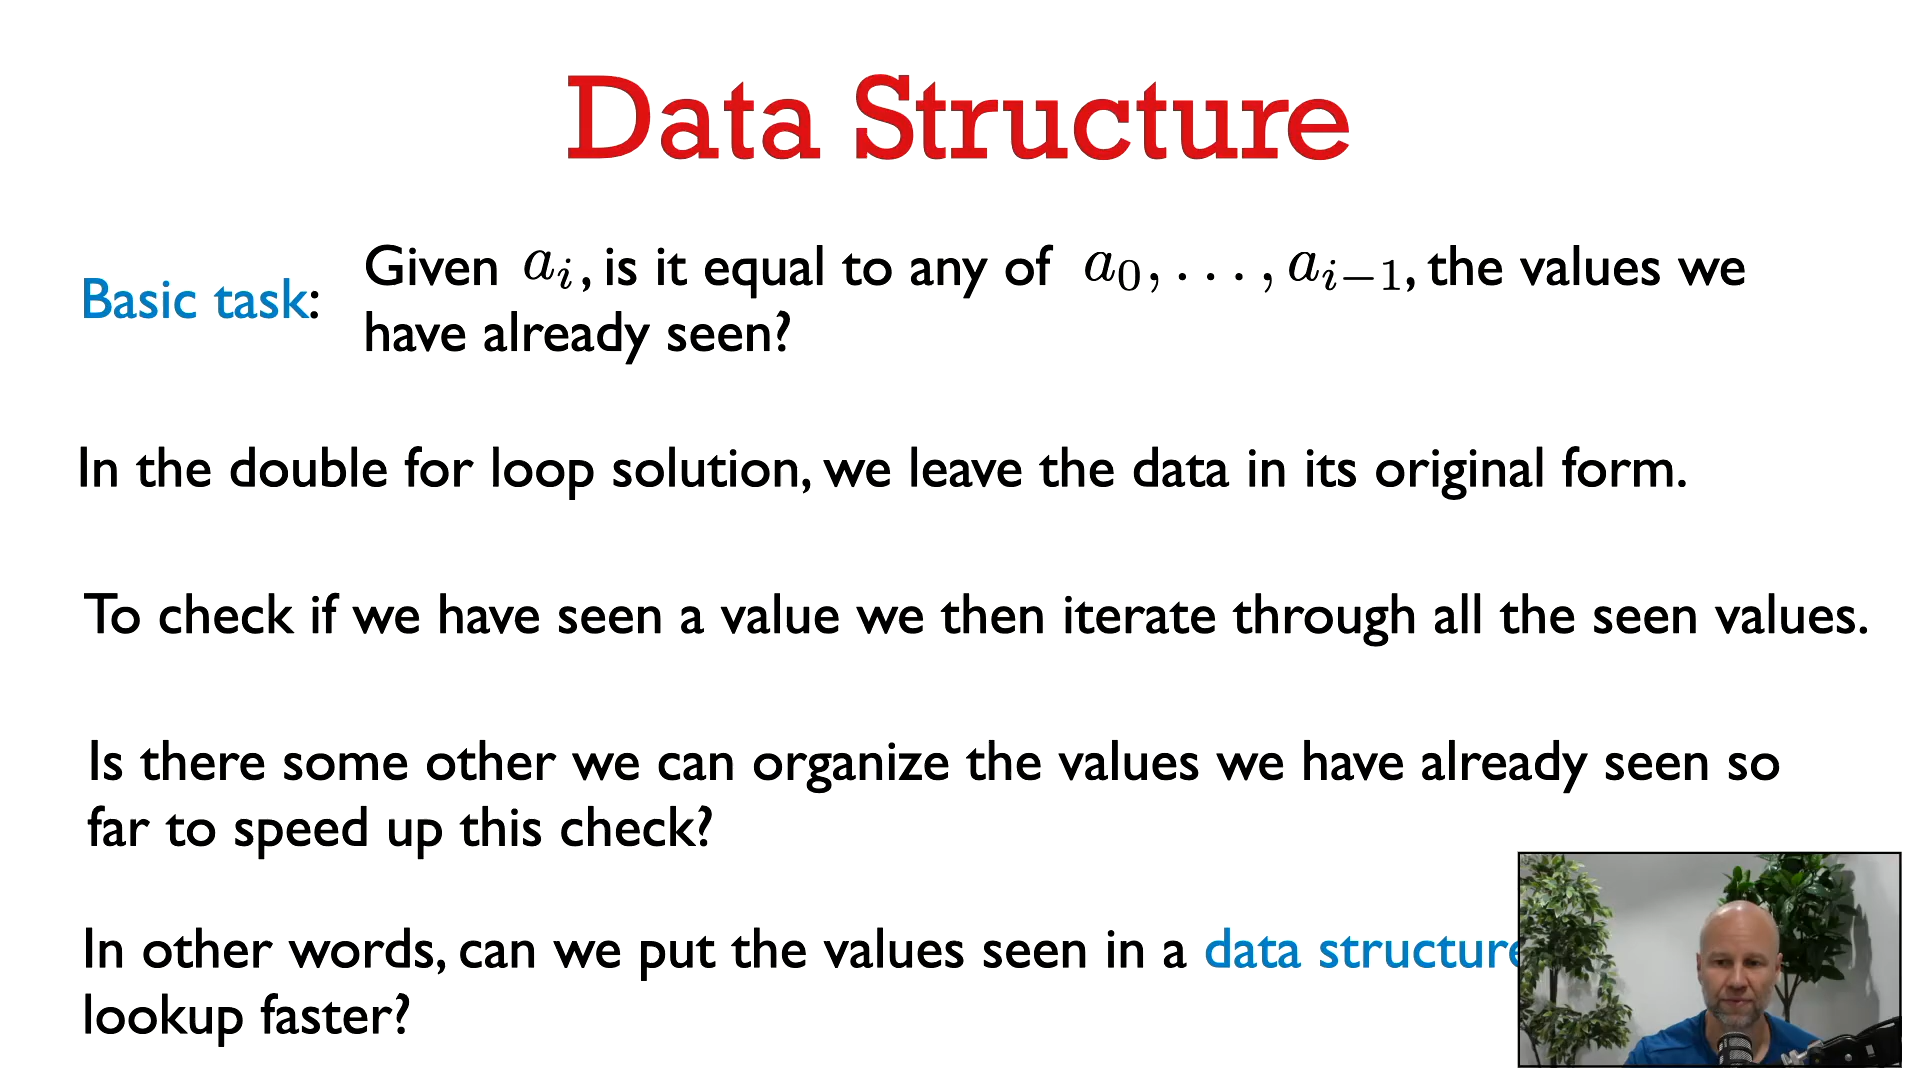 Data Structure
Basic task: Given a_i, is it equal to any of a_0, . . . , a_{i−1}, the values we
have already seen?
In the double for loop solution, we leave the data in its original form.
To check if we have seen a value we then iterate through all the seen values.
Is there some other we can organize the values we have already seen so
far to speed up this check?
In other words, can we put the values seen in a data structure
lookup faster?